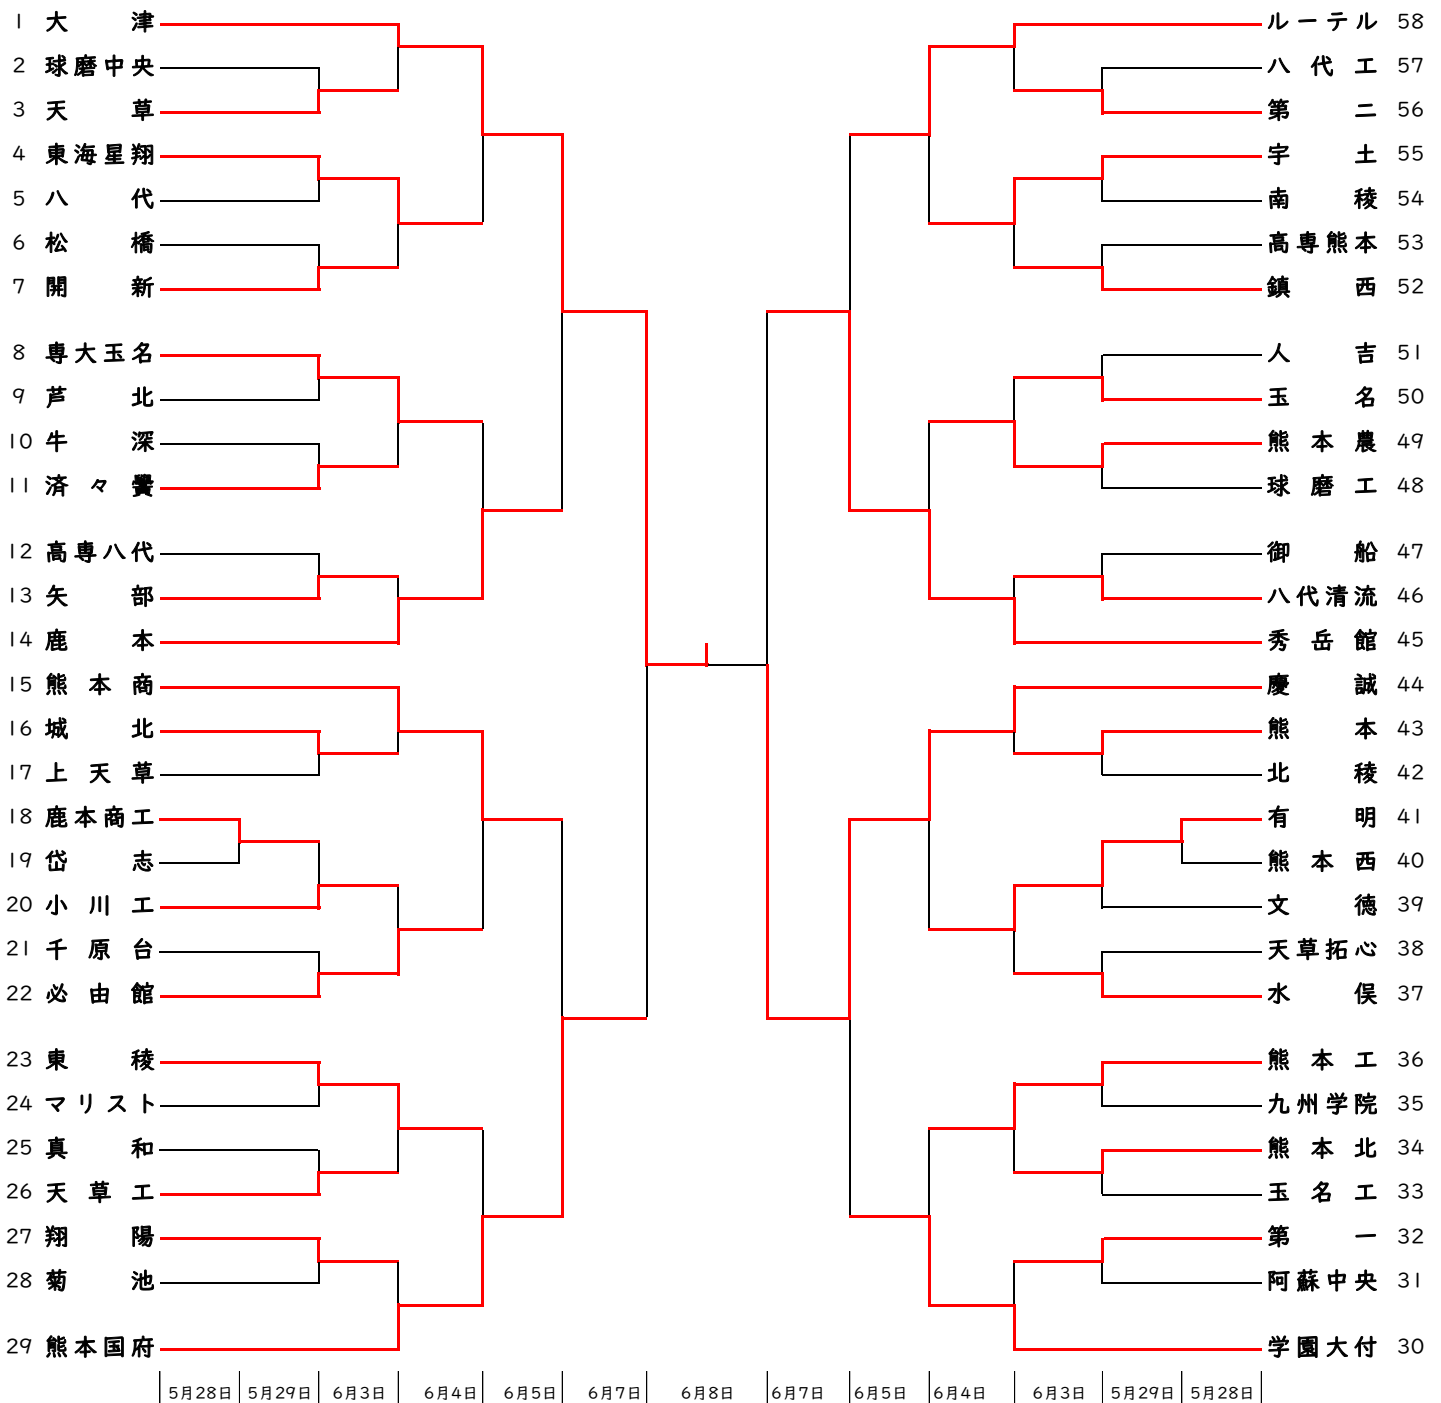 1 大津 ルーテル 58
2 球磨中央 八代工 57
3 天草 第二 56
4 東海星翔 宇土 55
5 八代 南稜 54
6 松橋 高専熊本 53
7 開新 鎮西 52
8 専大玉名 人吉 51
9 芦北 玉名 50
10 牛深 熊本農 49
11 済々黌 球磨工 48
12 高専八代 御船 47
13 矢部 八代清流 46
14 鹿本 秀岳館 45
15 熊本商 慶誠 44
16 城北 熊本 43
17 上天草 北稜 42
18 鹿本商工 有明 41
19 岱志 熊本西 40
20 小川工 文徳 39
21 千原台 天草拓心 38
22 必由館 水俣 37
23 東稜 熊本工 36
24 マリスト 九州学院 35
25 真和 熊本北 34
26 天草工 玉名工 33
27 翔陽 第一 32
28 菊池 阿蘇中央 31
29 熊本国府 学園大付 30
5月28日 5月29日 6月3日 6月4日 6月5日 6月7日 6月8日 6月7日 6月5日 6月4日 6月3日 5月29日 5月28日